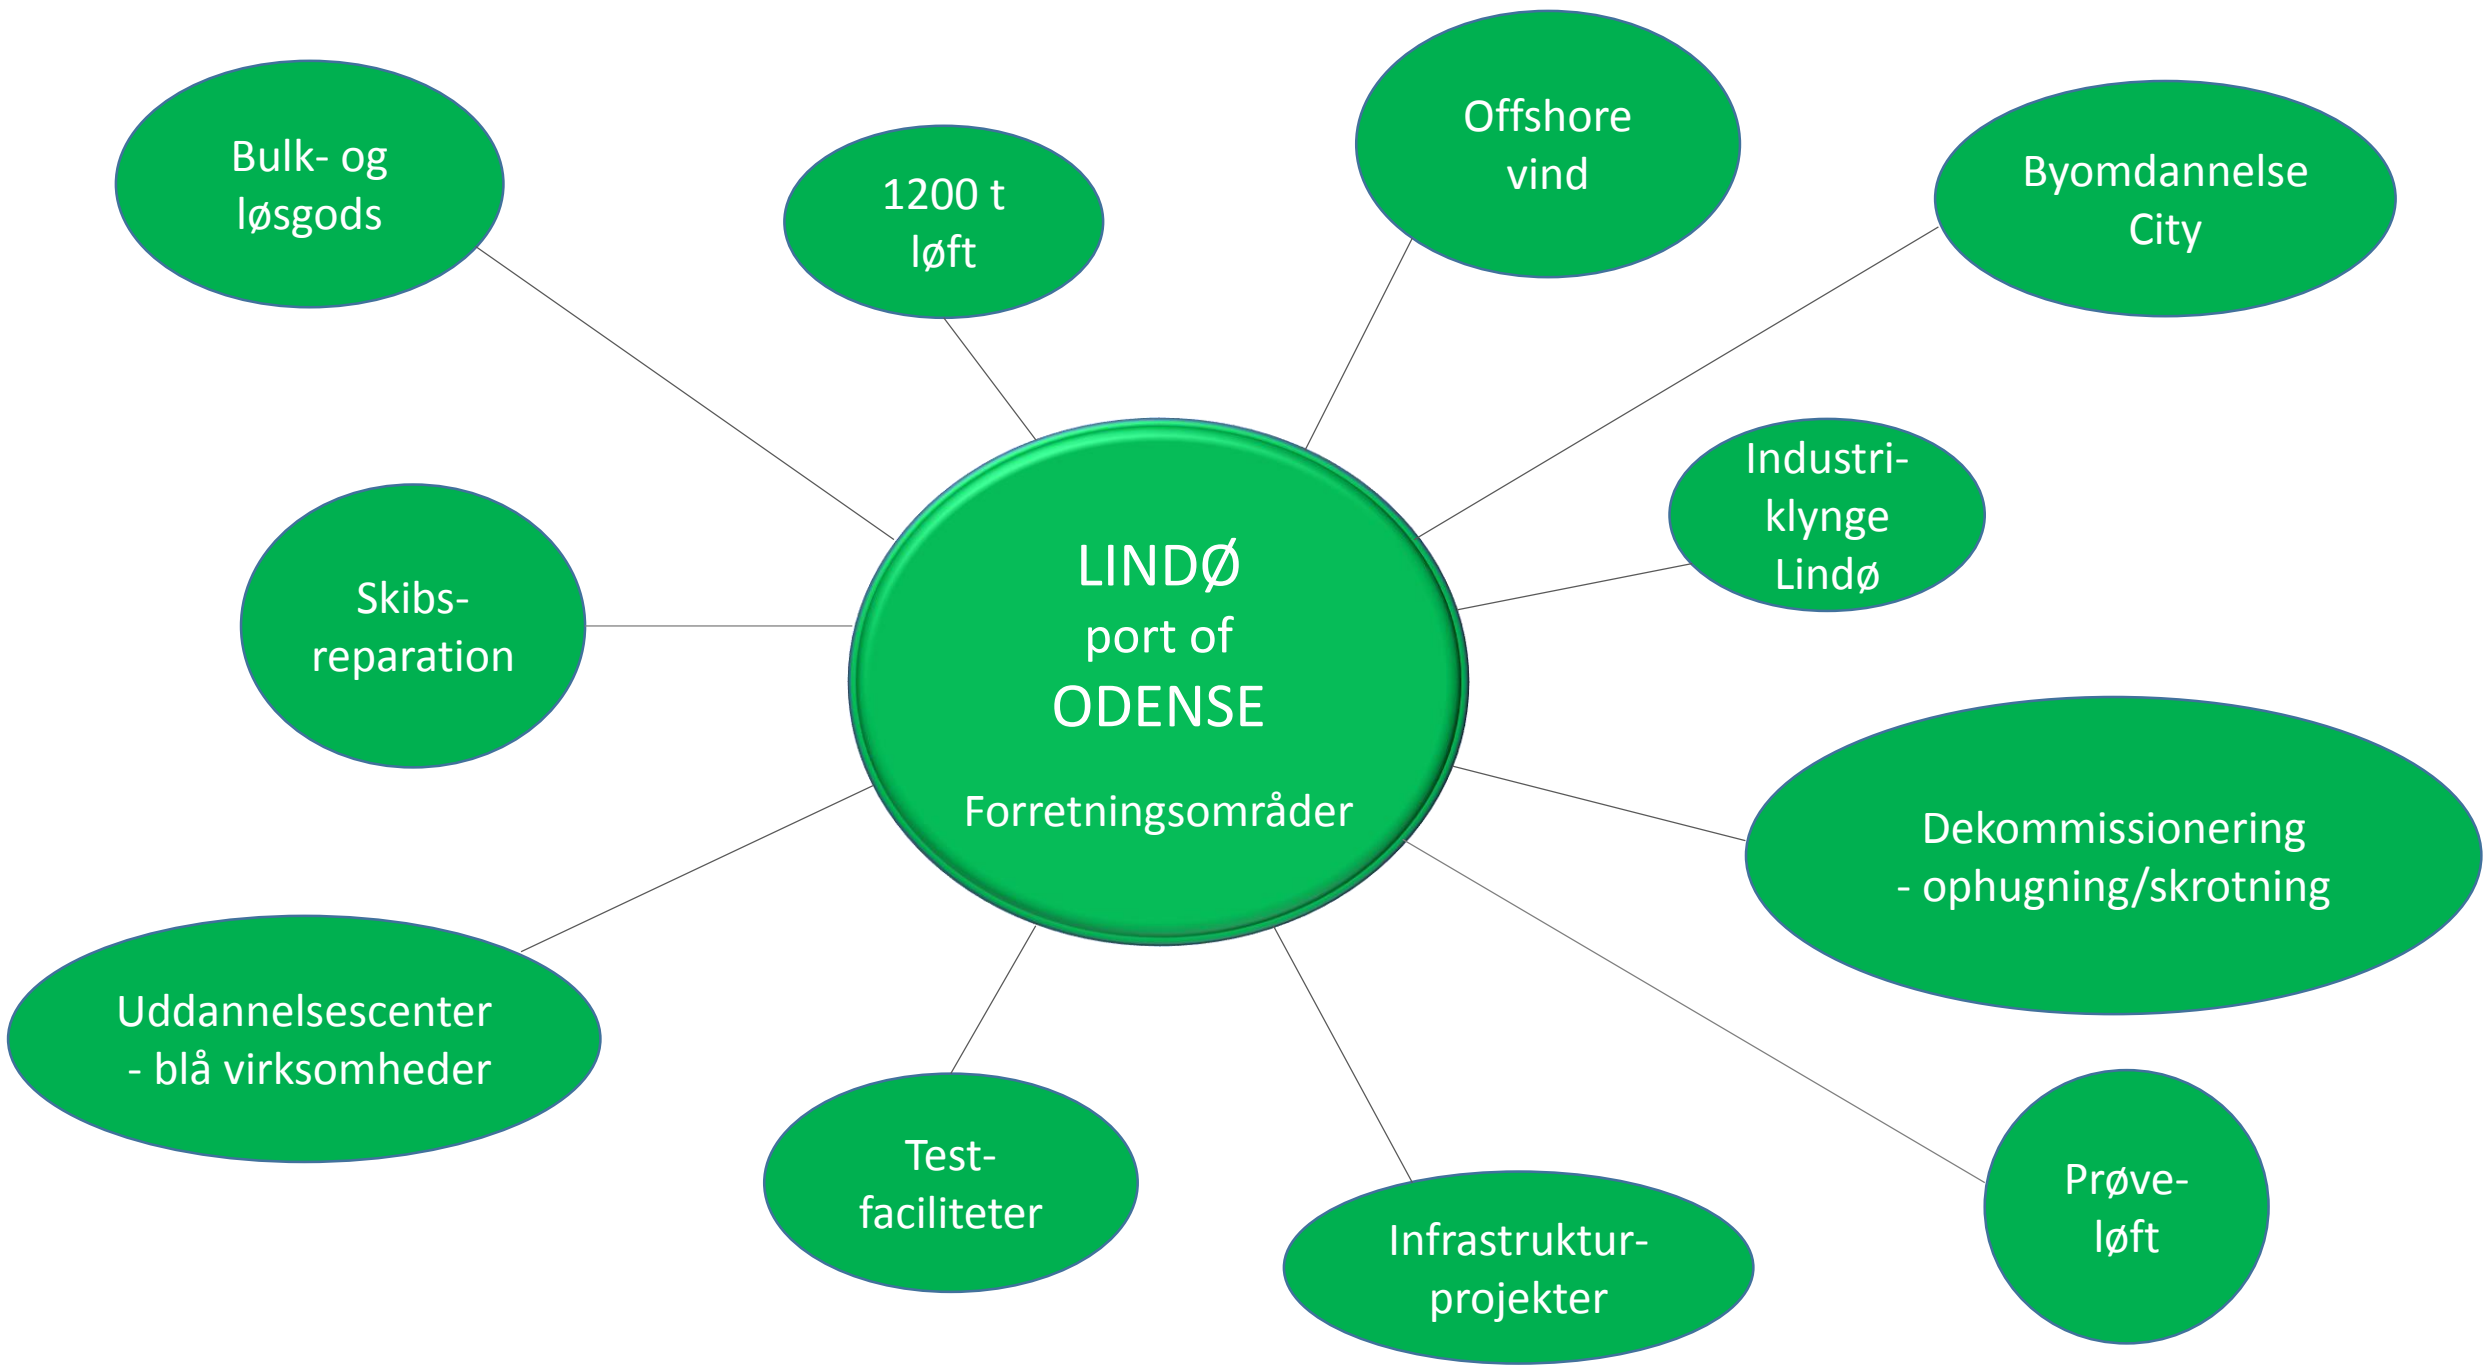 Bulk- og
løsgods
1200 t
løft
Offshore
vind
Byomdannelse
City
Industri-
klynge
Lindø
Skibs-
reparation
LINDØ
port of
ODENSE
Forretningsområder
Dekommissionering
- ophugning/skrotning
Uddannelsescenter
- blå virksomheder
Test-
faciliteter
Infrastruktur-
projekter
Prøve-
løft